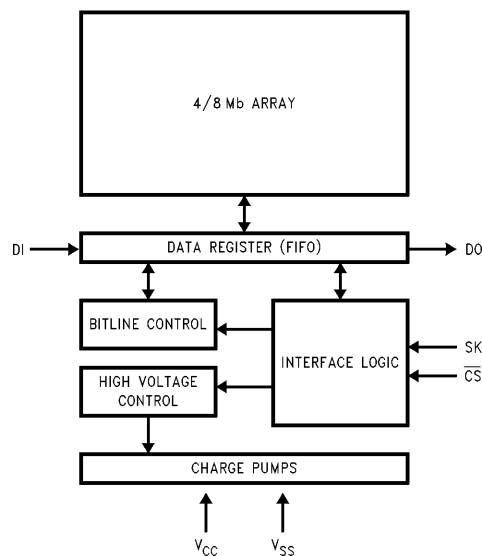 4/8 Mb ARRAY
DI
DATA REGISTER (FIFO)
DO
BITLINE CONTROL
INTERFACE LOGIC
SK
C̅S̅
HIGH VOLTAGE
CONTROL
CHARGE PUMPS
VCC
VSS